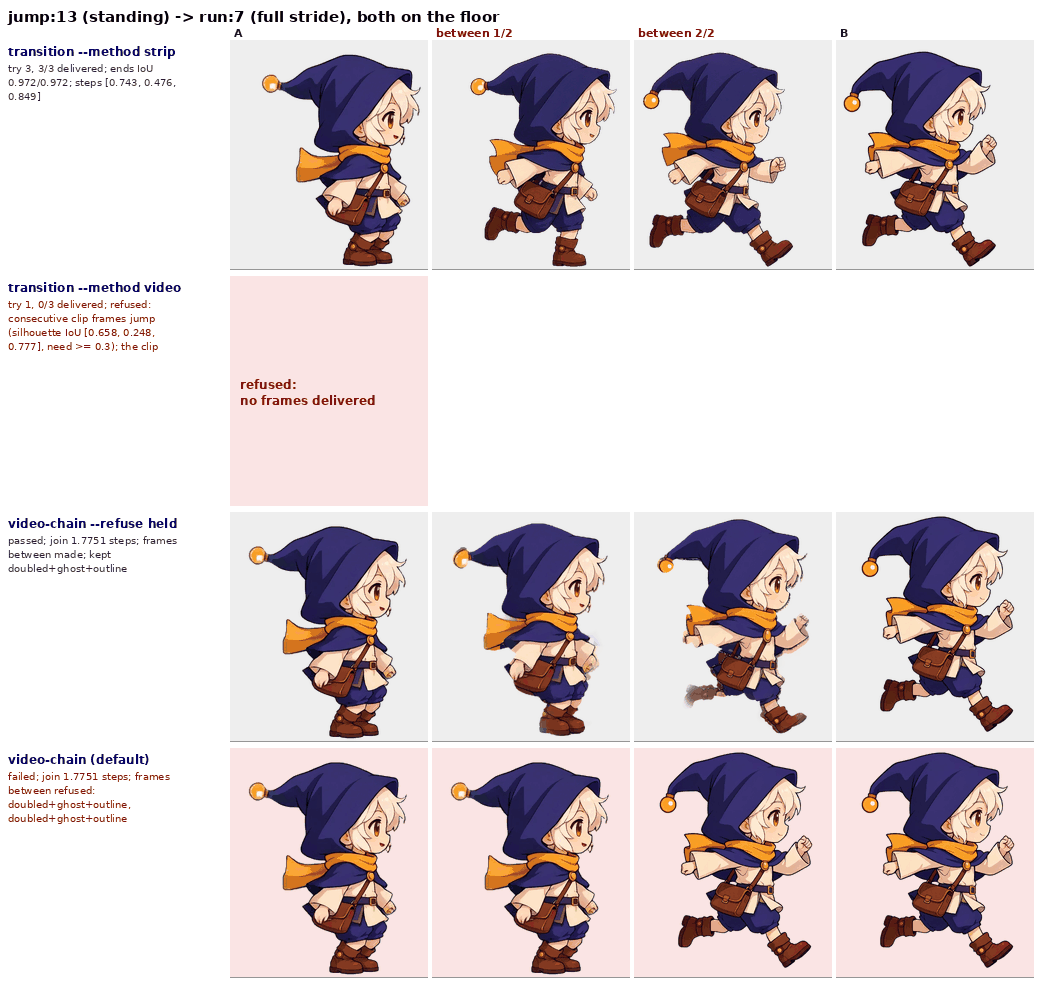 jump:13 (standing) -> run:7 (full stride), both on the floor
A
between 1/2
between 2/2
B
transition --method strip
try 3, 3/3 delivered; ends IoU
0.972/0.972; steps [0.743, 0.476,
0.849]
transition --method video
try 1, 0/3 delivered; refused:
consecutive clip frames jump
(silhouette IoU [0.658, 0.248,
0.777], need >= 0.3); the clip
refused:
no frames delivered
video-chain --refuse held
passed; join 1.7751 steps; frames
between made; kept
doubled+ghost+outline
video-chain (default)
failed; join 1.7751 steps; frames
between refused:
doubled+ghost+outline,
doubled+ghost+outline